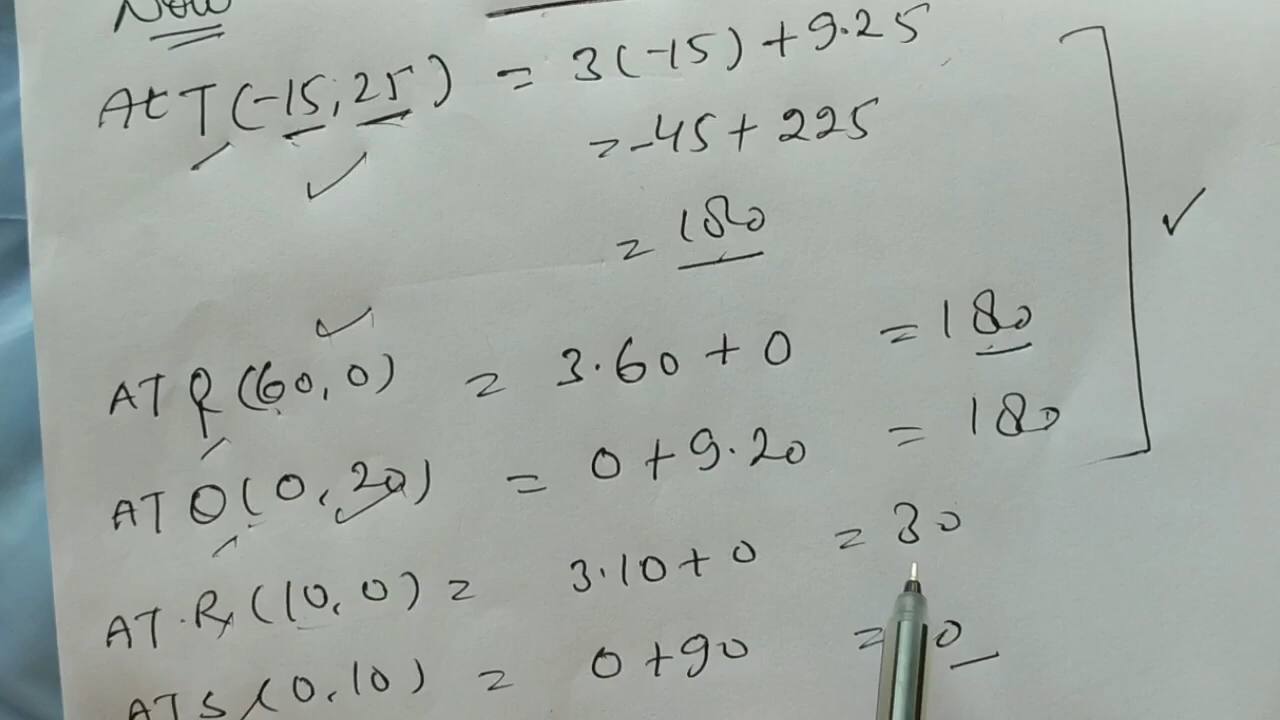 Now
At T (-15, 25) = 3(-15) + 9.25
= -45 + 225
= 180
AT P (60, 0) = 3.60 + 0 = 180
AT Q (0, 20) = 0 + 9.20 = 180
AT R (10, 0) = 3.10 + 0 = 30
AT S (0, 10) = 0 + 90 = 0